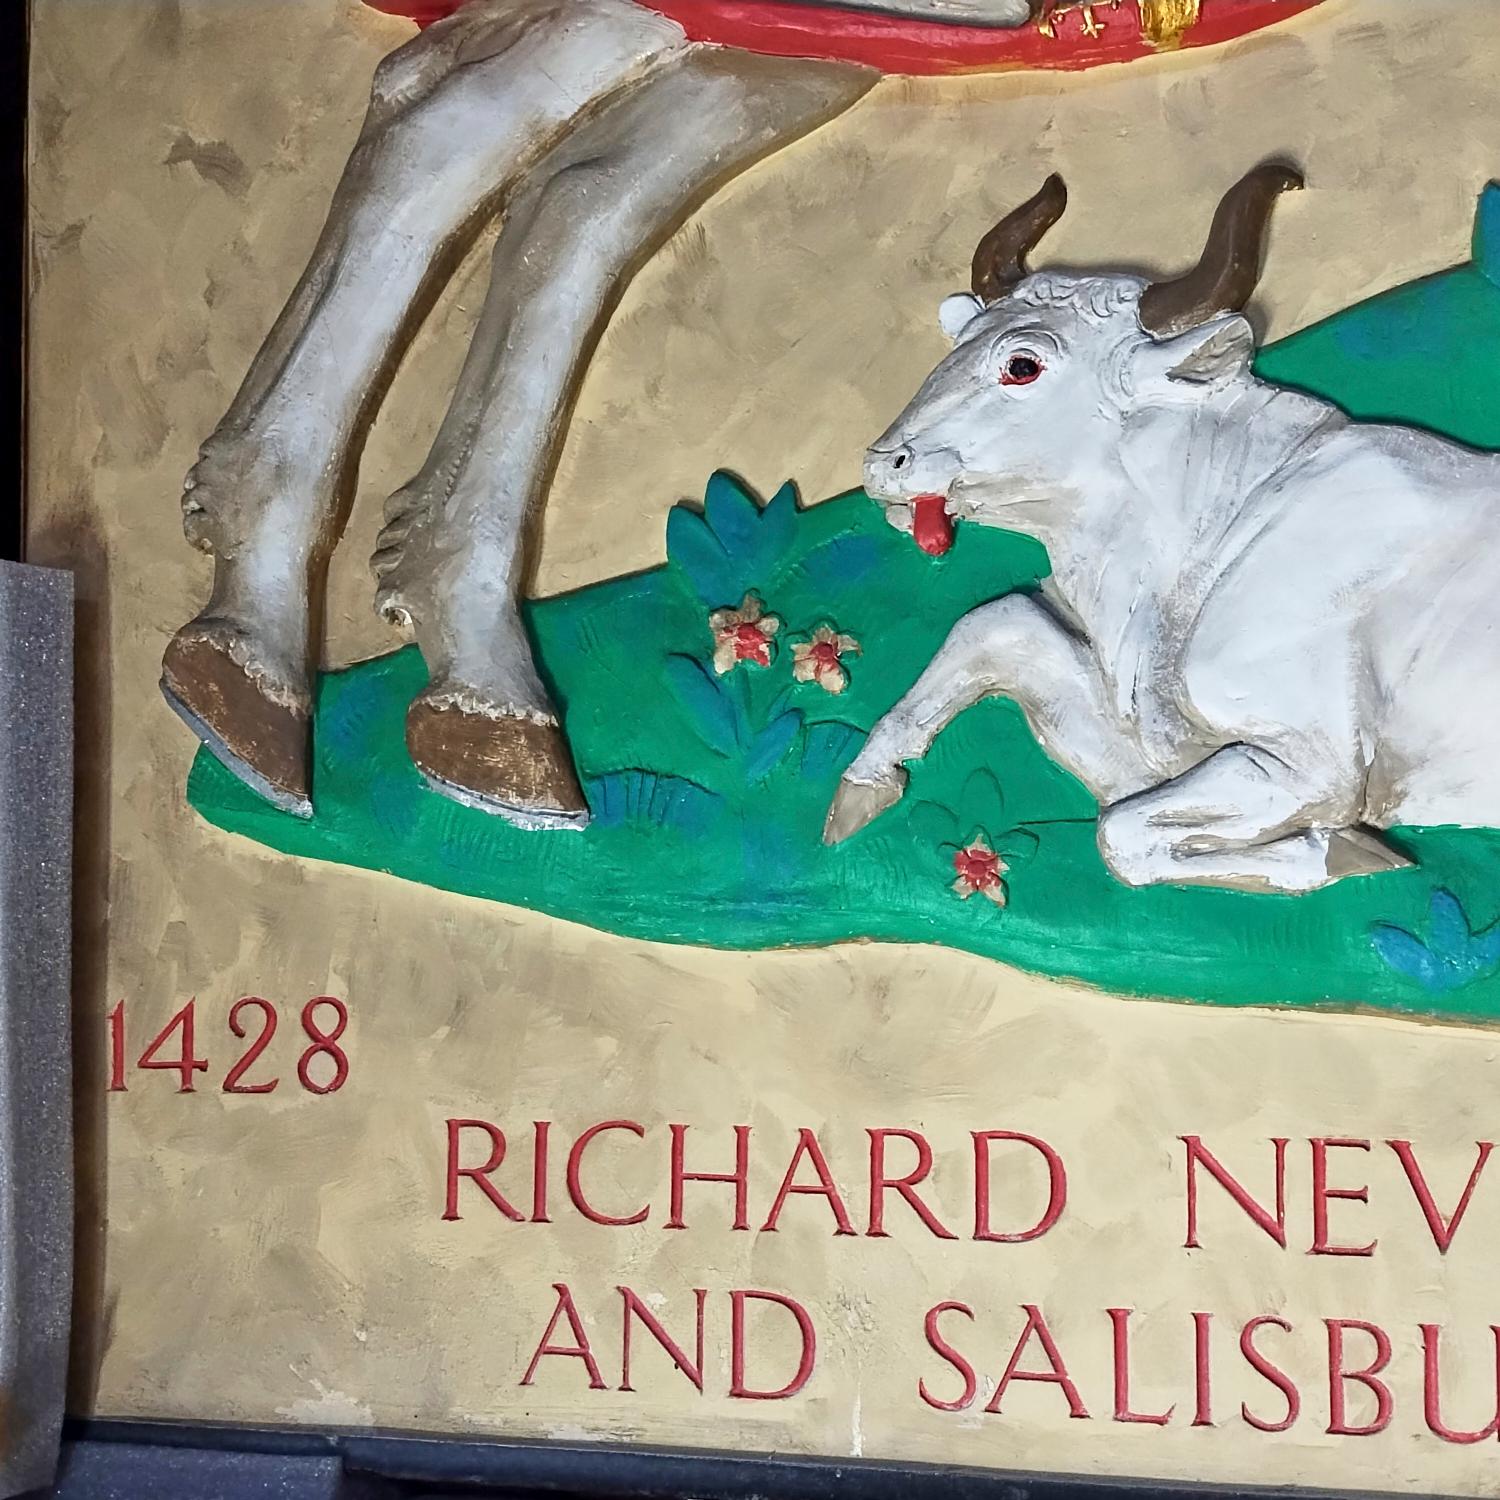 1428
RICHARD NEV
AND SALISBU